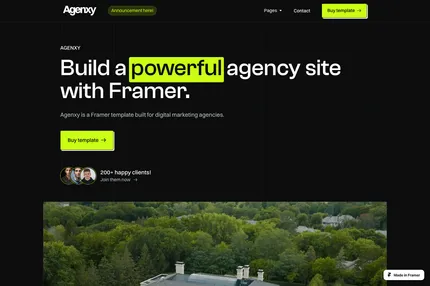 Agenxy
Announcement here!
Pages
Contact
Buy template
AGENXY
Build a powerful agency site
with Framer.
Agenxy is a Framer template built for digital marketing agencies.
Buy template
200+ happy clients!
Join them now
Made in Framer